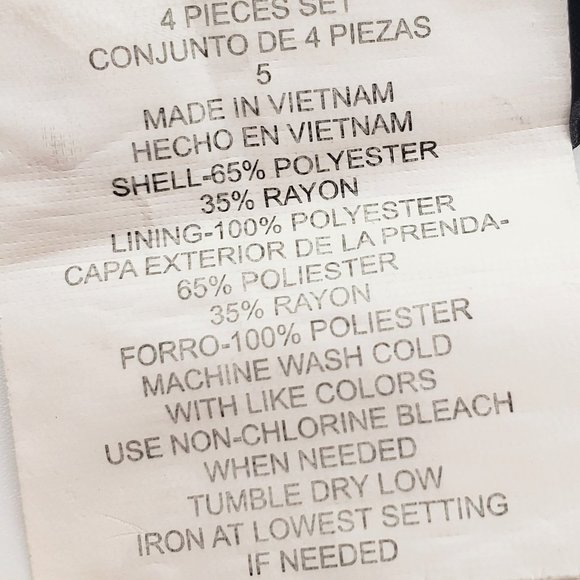 4 PIECES SET
CONJUNTO DE 4 PIEZAS
5
MADE IN VIETNAM
HECHO EN VIETNAM
SHELL-65% POLYESTER
35% RAYON
LINING-100% POLYESTER
CAPA EXTERIOR DE LA PRENDA-
65% POLIESTER
35% RAYON
FORRO-100% POLIESTER
MACHINE WASH COLD
WITH LIKE COLORS
USE NON-CHLORINE BLEACH
WHEN NEEDED
TUMBLE DRY LOW
IRON AT LOWEST SETTING
IF NEEDED